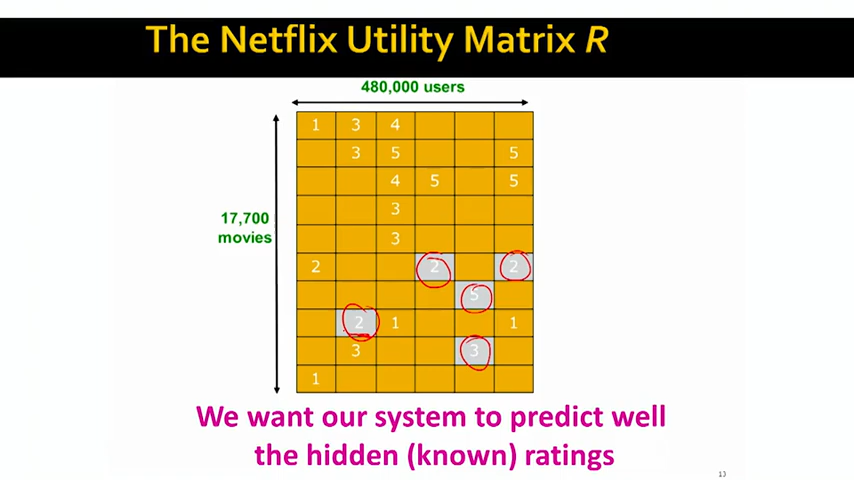 The Netflix Utility Matrix R
480,000 users
17,700
movies
1 3 4
3 5 5
4 5 5
3
3
2 2 2
5
2 1 1
3 3
1
We want our system to predict well
the hidden (known) ratings
13